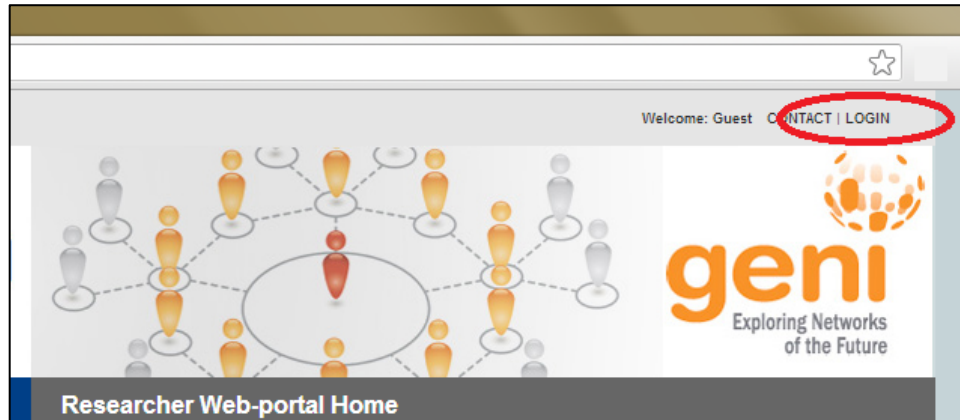 Welcome: Guest CONTACT | LOGIN
geni
Exploring Networks
of the Future
Researcher Web-portal Home